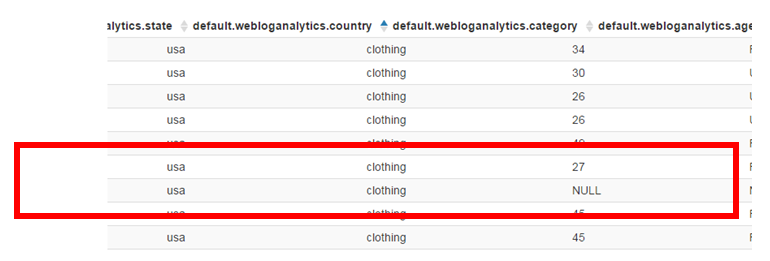 alytics.state default.webloganalytics.country default.webloganalytics.category default.webloganalytics.age
usa clothing 34 F
usa clothing 30 U
usa clothing 26 U
usa clothing 26 U
usa clothing 49 F
usa clothing 27 F
usa clothing NULL N
usa clothing 45 F
usa clothing 45 F